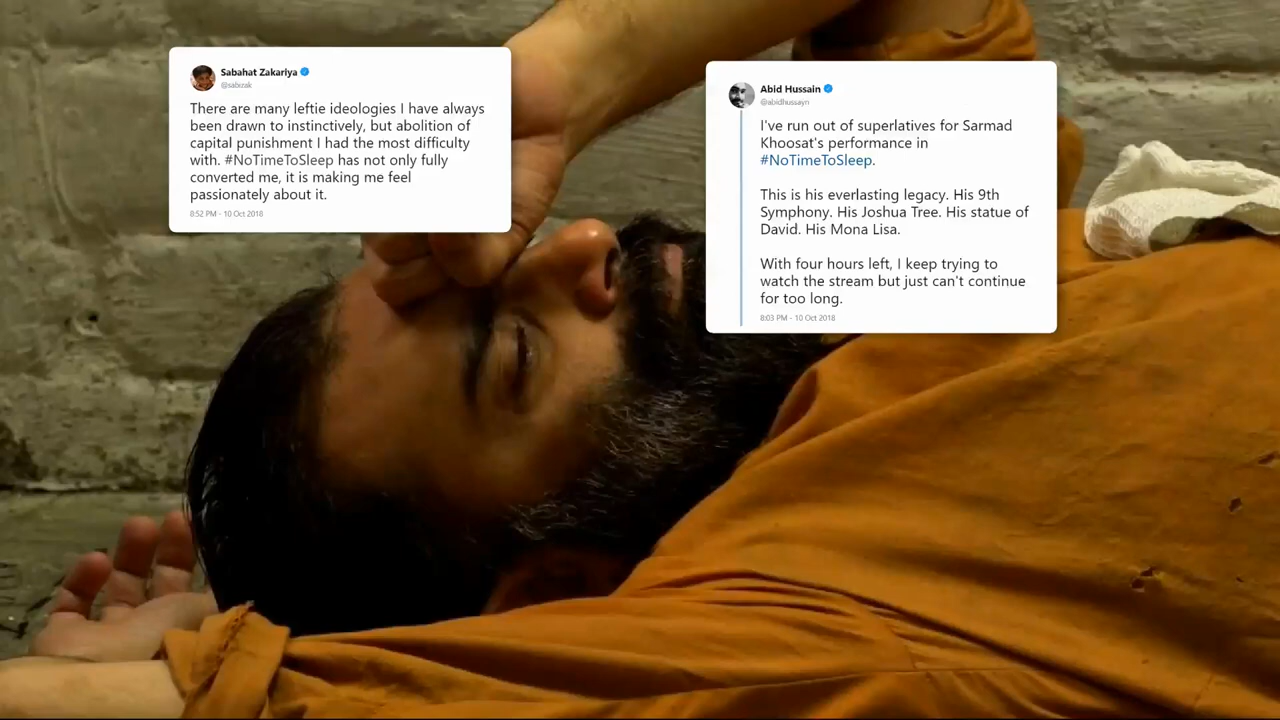 Sabahat Zakariya
@sabizak
There are many leftie ideologies I have always
been drawn to instinctively, but abolition of
capital punishment I had the most difficulty
with. #NoTimeToSleep has not only fully
converted me, it is making me feel
passionately about it.
8:52 PM - 10 Oct 2018
Abid Hussain
@abidhussayn
I've run out of superlatives for Sarmad
Khoosat's performance in
#NoTimeToSleep.
This is his everlasting legacy. His 9th
Symphony. His Joshua Tree. His statue of
David. His Mona Lisa.
With four hours left, I keep trying to
watch the stream but just can't continue
for too long.
8:03 PM - 10 Oct 2018